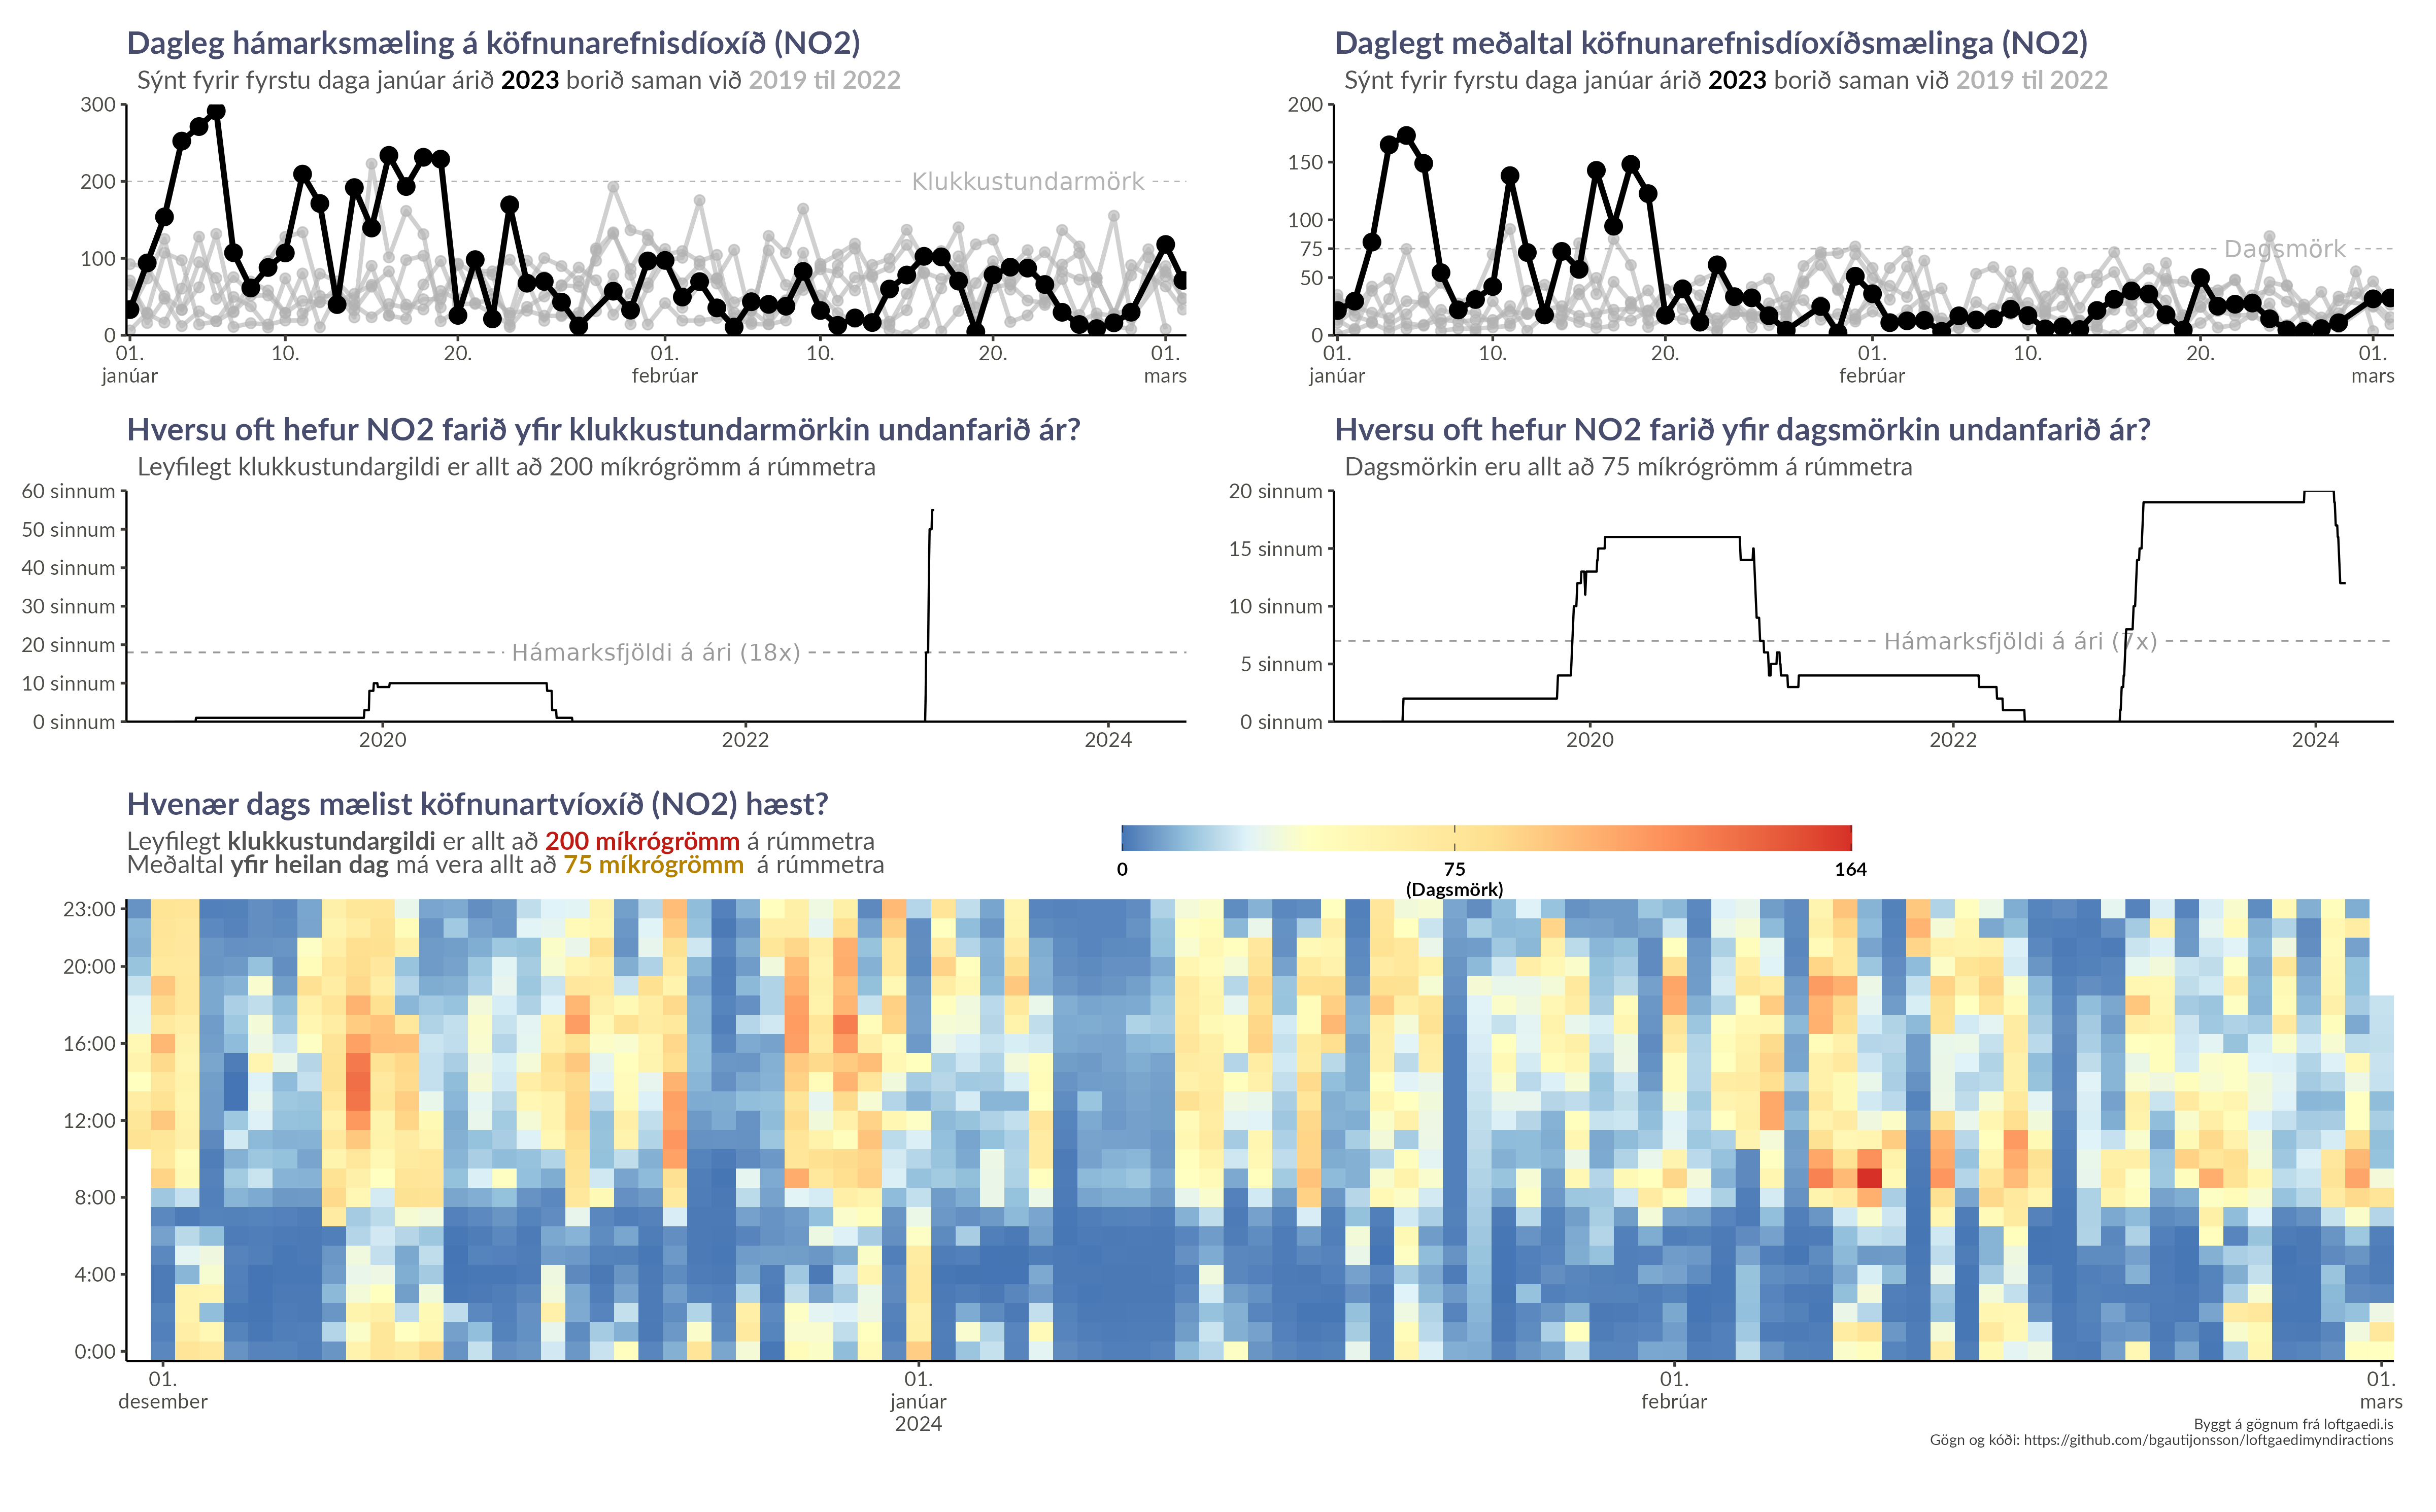 Dagleg hámarksmæling á köfnunarefnisdíoxíð (NO2)
Sýnt fyrir fyrstu daga janúar árið 2023 borið saman við 2019 til 2022
300
200
100
0
Klukkustundarmörk
01. 10. 20. 01. 10. 20. 01.
janúar febrúar mars
Daglegt meðaltal köfnunarefnisdíoxíðsmælinga (NO2)
Sýnt fyrir fyrstu daga janúar árið 2023 borið saman við 2019 til 2022
200
150
100
75
50
0
Dagsmörk
01. 10. 20. 01. 10. 20. 01.
janúar febrúar mars
Hversu oft hefur NO2 farið yfir klukkustundarmörkin undanfarið ár?
Leyfilegt klukkustundargildi er allt að 200 míkrógrömm á rúmmetra
60 sinnum
50 sinnum
40 sinnum
30 sinnum
20 sinnum
10 sinnum
0 sinnum
Hámarksfjöldi á ári (18x)
2020 2022 2024
Hversu oft hefur NO2 farið yfir dagsmörkin undanfarið ár?
Dagsmörkin eru allt að 75 míkrógrömm á rúmmetra
20 sinnum
15 sinnum
10 sinnum
5 sinnum
0 sinnum
Hámarksfjöldi á ári (7x)
2020 2022 2024
Hvenær dags mælist köfnunartvíoxíð (NO2) hæst?
Leyfilegt klukkustundargildi er allt að 200 míkrógrömm á rúmmetra
Meðaltal yfir heilan dag má vera allt að 75 míkrógrömm á rúmmetra
0 75 164
(Dagsmörk)
23:00
20:00
16:00
12:00
8:00
4:00
0:00
01. 01. 01. 01.
desember janúar febrúar mars
2024
Byggt á gögnum frá loftgaedi.is
Gögn og kóði: https://github.com/bgautijonsson/loftgaedimyndiractions